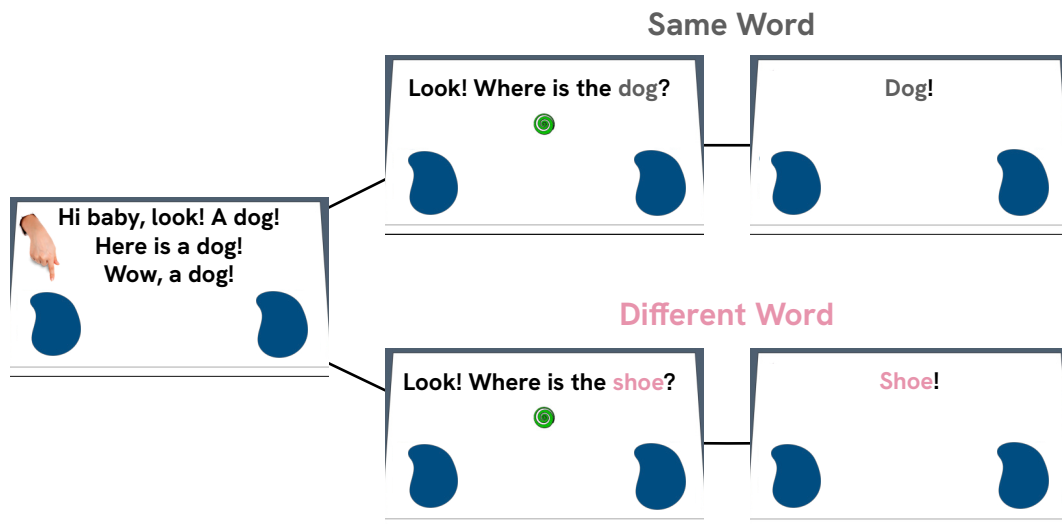 Same Word
Look! Where is the dog?
Dog!
Hi baby, look! A dog!
Here is a dog!
Wow, a dog!
Different Word
Look! Where is the shoe?
Shoe!